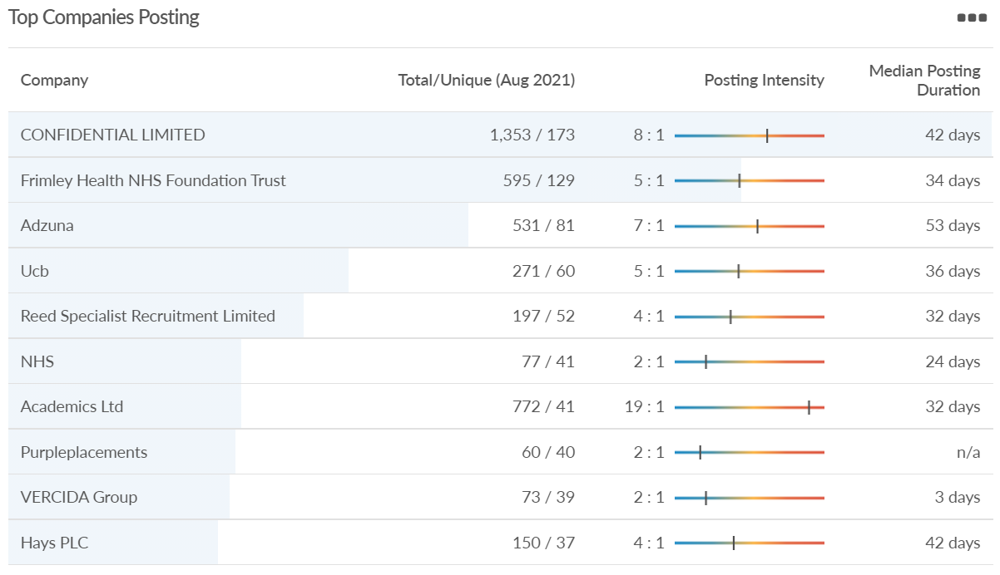 Top Companies Posting
Company Total/Unique (Aug 2021) Posting Intensity Median Posting Duration
CONFIDENTIAL LIMITED 1,353 / 173 8 : 1 42 days
Frimley Health NHS Foundation Trust 595 / 129 5 : 1 34 days
Adzuna 531 / 81 7 : 1 53 days
Ucb 271 / 60 5 : 1 36 days
Reed Specialist Recruitment Limited 197 / 52 4 : 1 32 days
NHS 77 / 41 2 : 1 24 days
Academics Ltd 772 / 41 19 : 1 32 days
Purpleplacements 60 / 40 2 : 1 n/a
VERCIDA Group 73 / 39 2 : 1 3 days
Hays PLC 150 / 37 4 : 1 42 days